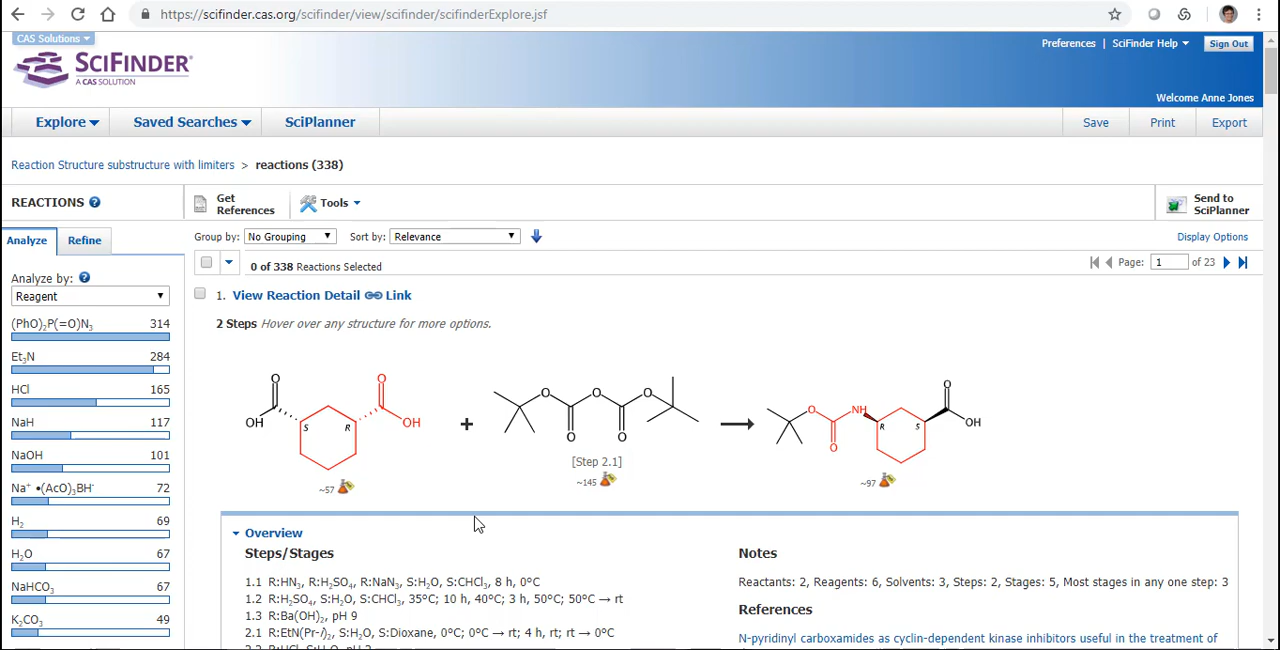 https://scifinder.cas.org/scifinder/view/scifinder/scifinderExplore.jsf
CAS Solutions
Preferences | SciFinder Help
Sign Out
SCIFINDER®
A CAS SOLUTION
Welcome Anne Jones
Explore
Saved Searches
SciPlanner
Save
Print
Export
Reaction Structure substructure with limiters > reactions (338)
REACTIONS ?
Get References
Tools
Send to SciPlanner
Analyze
Refine
Group by: No Grouping
Sort by: Relevance
Display Options
0 of 338 Reactions Selected
Page: 1 of 23
Analyze by: ?
Reagent
(PhO)₂P(=O)N₃ 314
Et₃N 284
HCl 165
NaH 117
NaOH 101
Na⁺ •(AcO)₃BH⁻ 72
H₂ 69
H₂O 67
NaHCO₃ 67
K₂CO₃ 49
1. View Reaction Detail Link
2 Steps Hover over any structure for more options.
O
O
OH
S
R
OH
~57
+
O
O
O
O
O
[Step 2.1]
~145
O
O
NH
R
S
O
OH
~97
Overview
Steps/Stages
1.1 R:HN₃, R:H₂SO₄, R:NaN₃, S:H₂O, S:CHCl₃, 8 h, 0°C
1.2 R:H₂SO₄, S:H₂O, S:CHCl₃, 35°C; 10 h, 40°C; 3 h, 50°C; 50°C → rt
1.3 R:Ba(OH)₂, pH 9
2.1 R:EtN(Pr-i)₂, S:H₂O, S:Dioxane, 0°C; 0°C → rt; 4 h, rt; rt → 0°C
2.2 R:HCl, S:H₂O, pH 2
Notes
Reactants: 2, Reagents: 6, Solvents: 3, Steps: 2, Stages: 5, Most stages in any one step: 3
References
N-pyridinyl carboxamides as cyclin-dependent kinase inhibitors useful in the treatment of